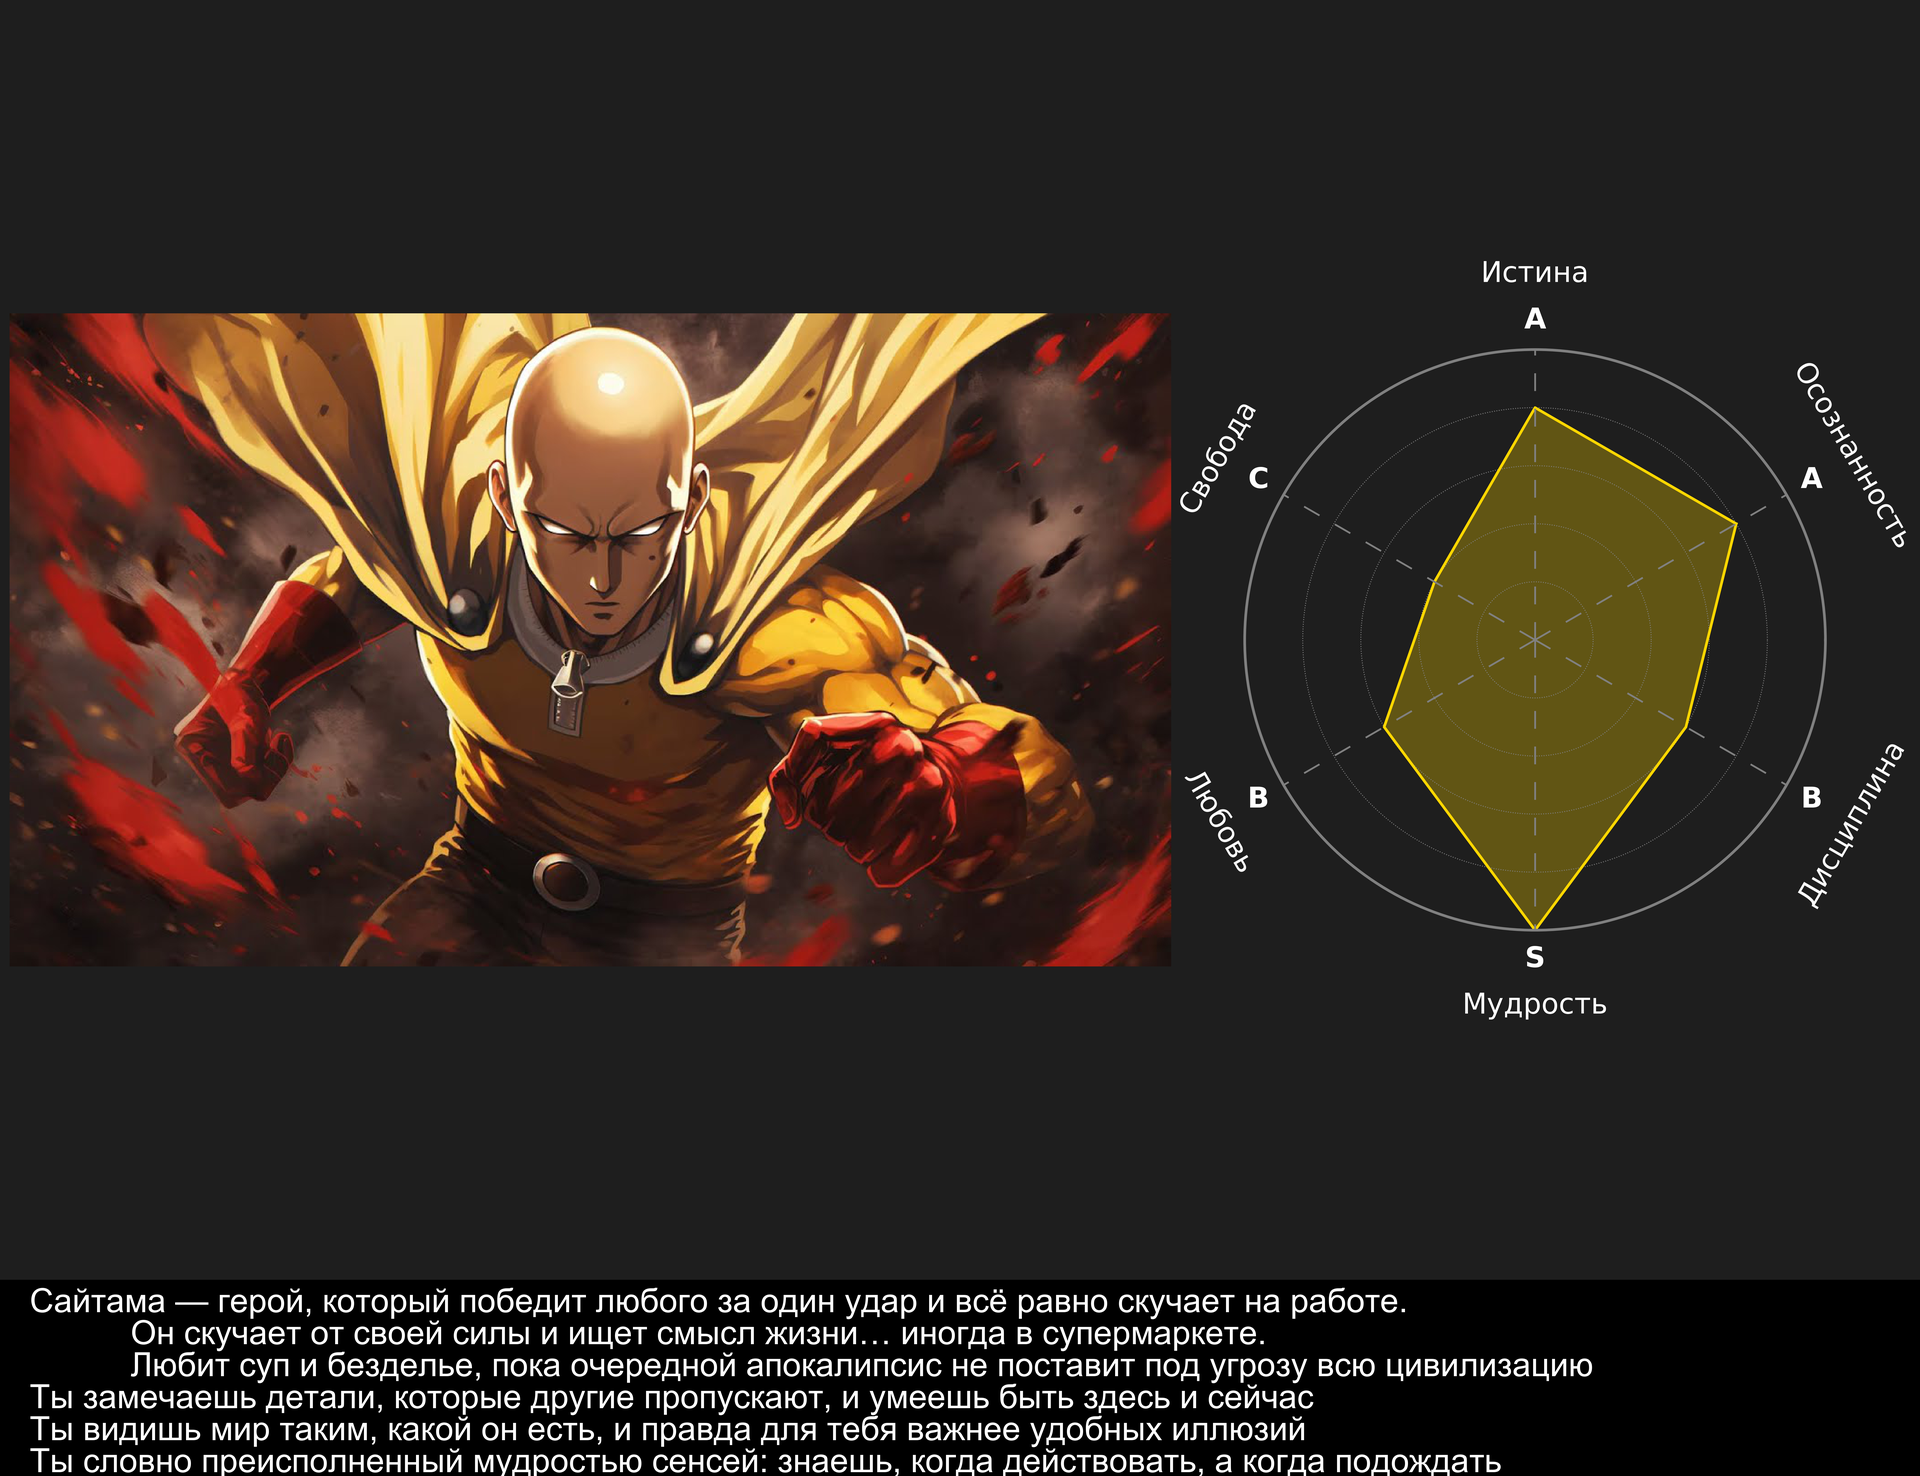 Истина
A
Осознанность
A
Свобода
C
Любовь
B
Дисциплина
B
S
Мудрость
Сайтама — герой, который победит любого за один удар и всё равно скучает на работе.
Он скучает от своей силы и ищет смысл жизни… иногда в супермаркете.
Любит суп и безделье, пока очередной апокалипсис не поставит под угрозу всю цивилизацию
Ты замечаешь детали, которые другие пропускают, и умеешь быть здесь и сейчас
Ты видишь мир таким, какой он есть, и правда для тебя важнее удобных иллюзий
Ты словно преисполненный мудростью сенсей: знаешь, когда действовать, а когда подождать